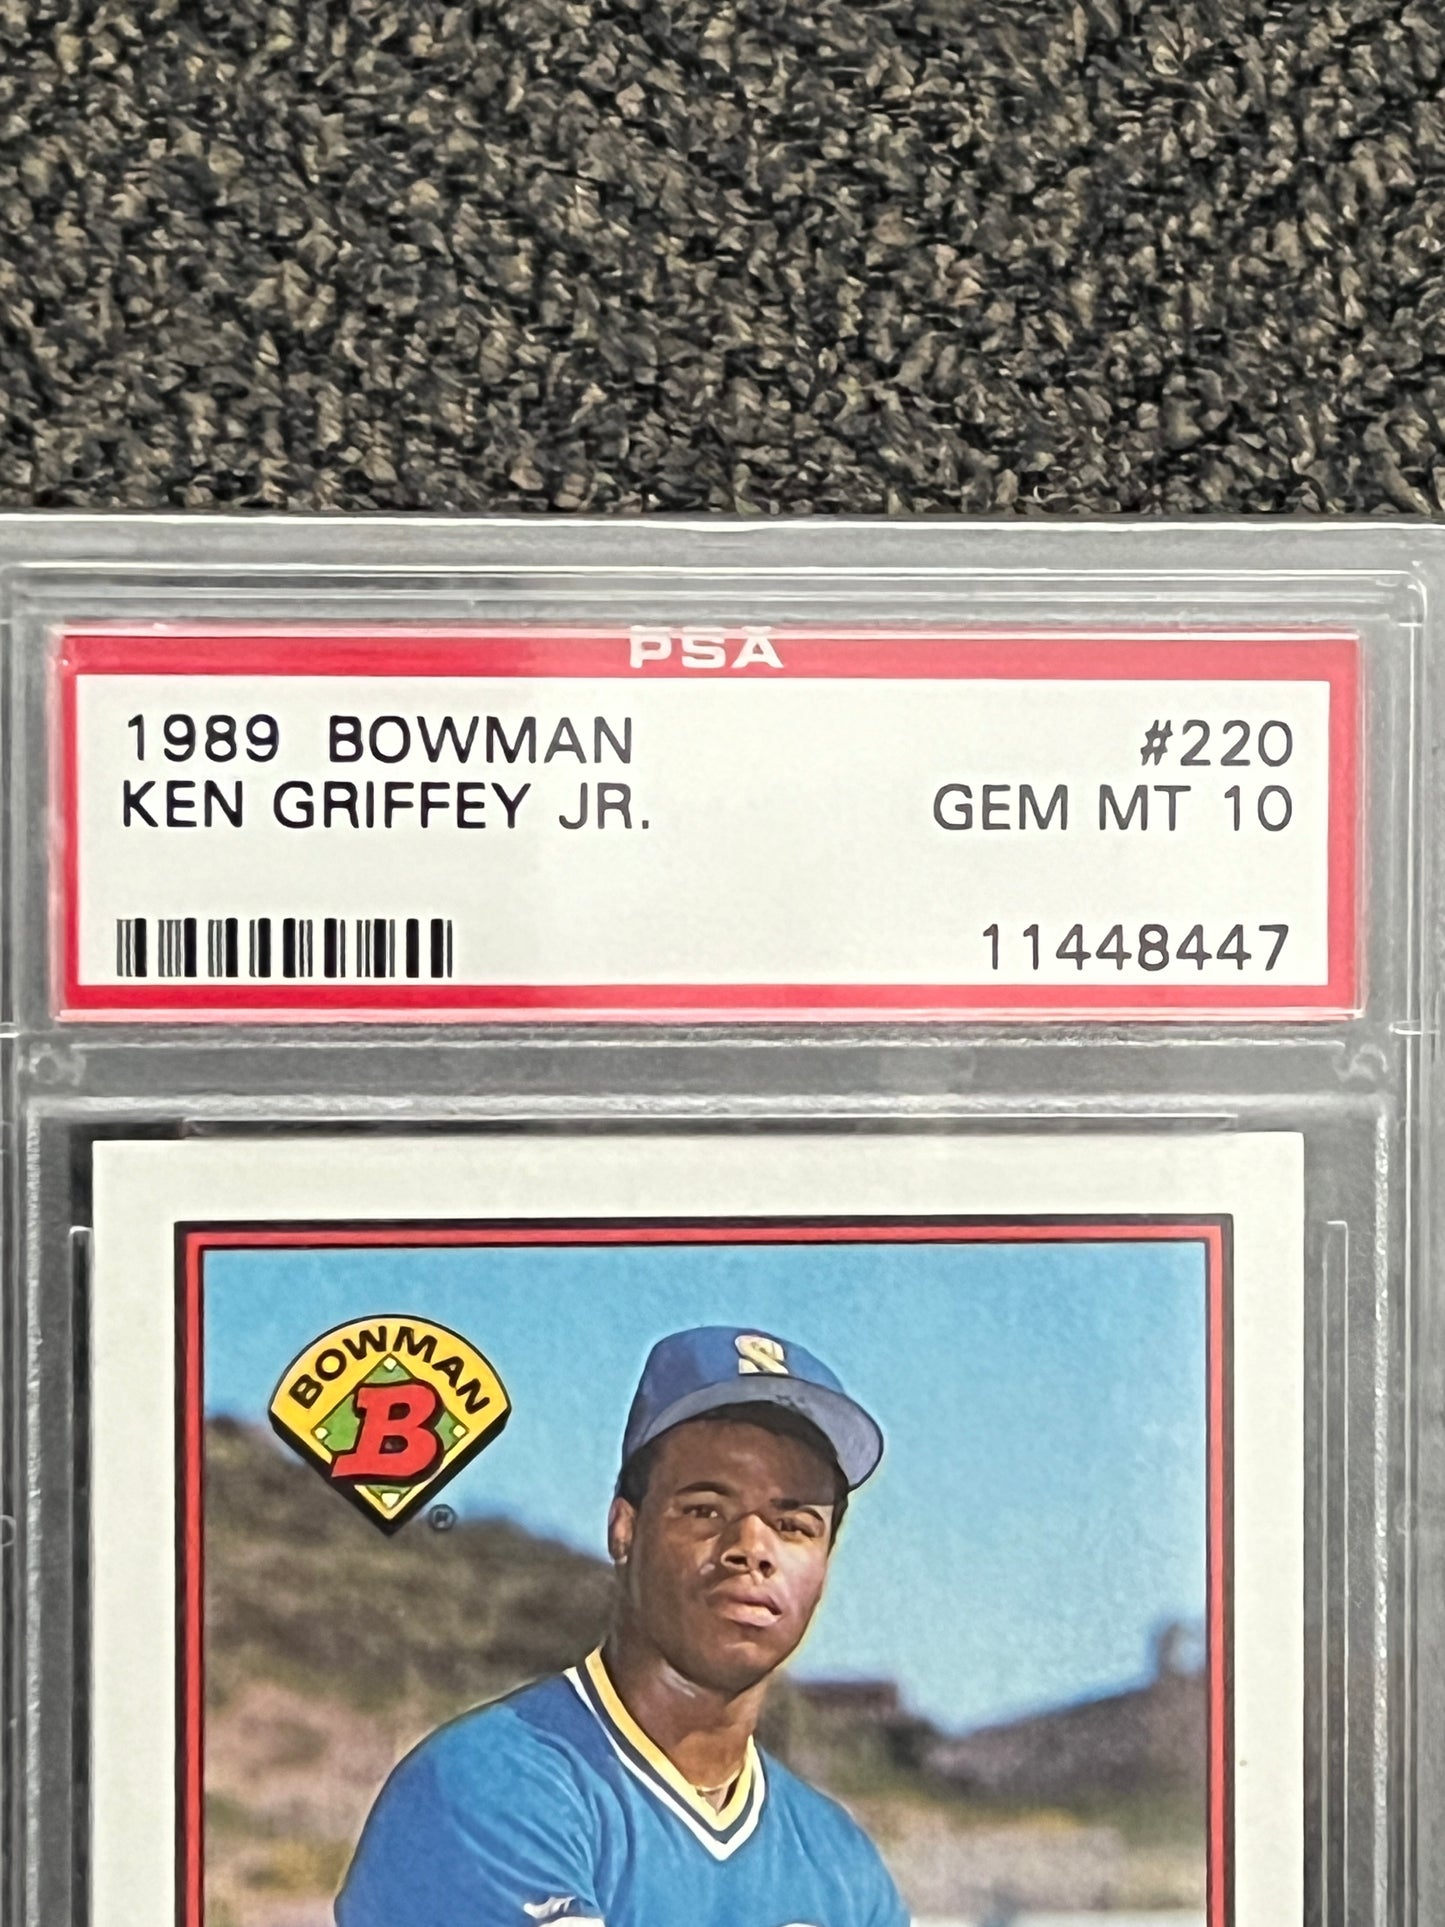 PSA
1989 BOWMAN #220
KEN GRIFFEY JR. GEM MT 10
11448447
BOWMAN
B
®
S